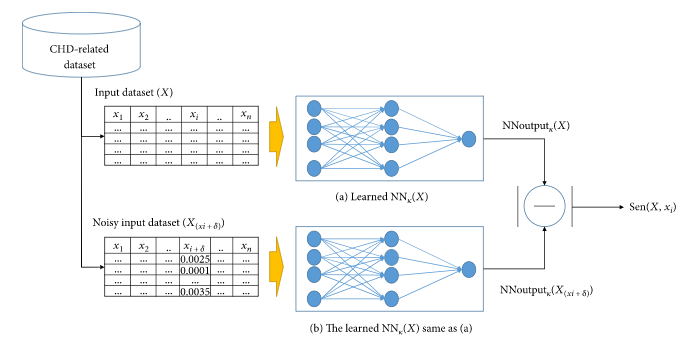 CHD-related
dataset
Input dataset (X)
x₁ x₂ .. xᵢ .. xₙ
... ... ... ... ... ...
... ... ... ... ... ...
... ... ... ... ... ...
... ... ... ... ... ...
(a) Learned NNκ(X)
NNoutputκ(X)
Sen(X, xᵢ)
Noisy input dataset (X(xi + δ))
x₁ x₂ .. xi + δ .. xₙ
... ... ... 0.0025 ... ...
... ... ... 0.0001 ... ...
... ... ... ... ... ...
... ... ... 0.0035 ... ...
NNoutputκ(X(xi + δ))
(b) The learned NNκ(X) same as (a)